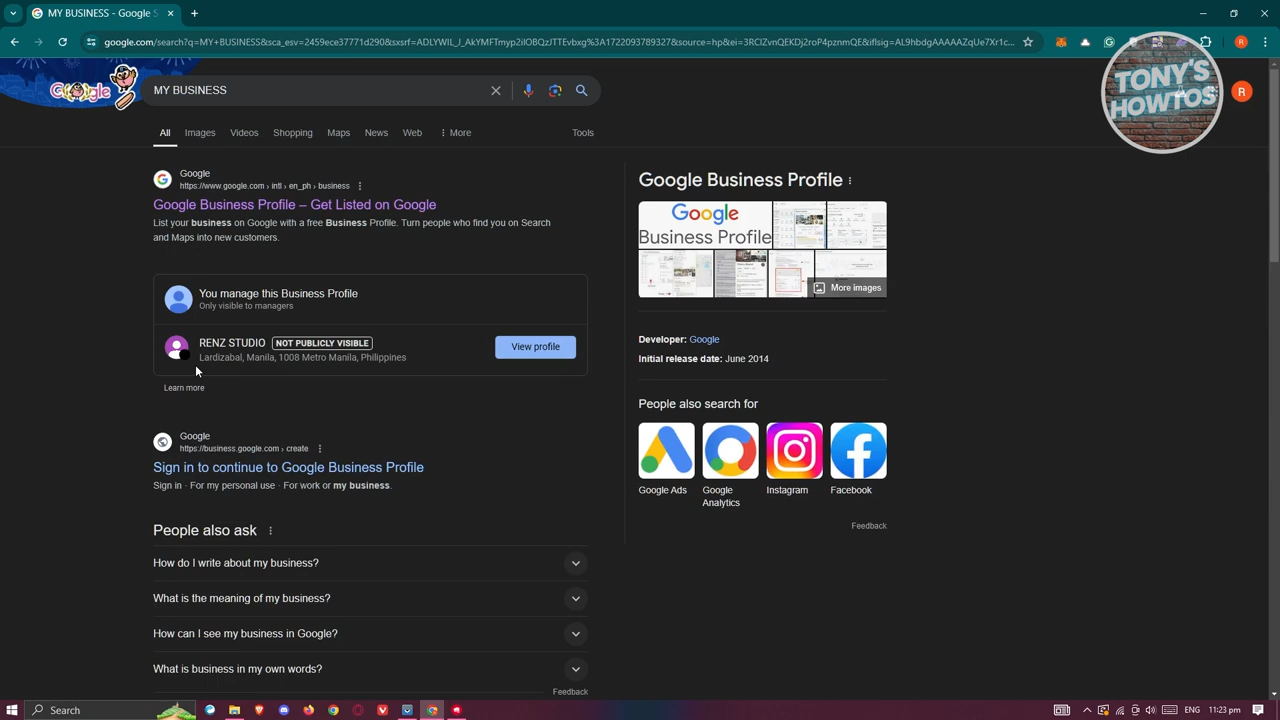 MY BUSINESS - Google S
google.com/search?q=MY+BUSINESS&sca_esv=2459ece37771d290&sxsrf=ADLYWIL_J_GaYMFTmyp2iIOBQzJTTEvbxg%3A1722093789327&source=hp&ei=3RClZvnQEKDj2roP4pznmQE&iflsig=AL9hbdgAAAAAZqUe7Xr1c...
R
Google
MY BUSINESS
TONY'S
HOWTOS
R
All Images Videos Shopping Maps News Web Tools
Google
https://www.google.com › intl › en_ph › business
Google Business Profile – Get Listed on Google
List your business on Google with a free Business Profile. Turn people who find you on Search
and Maps into new customers.
You manage this Business Profile
Only visible to managers
RENZ STUDIO NOT PUBLICLY VISIBLE
Lardizabal, Manila, 1008 Metro Manila, Philippines
View profile
Learn more
Google
https://business.google.com › create
Sign in to continue to Google Business Profile
Sign in · For my personal use · For work or my business.
People also ask
How do I write about my business?
What is the meaning of my business?
How can I see my business in Google?
What is business in my own words?
Feedback
Google Business Profile
Google
Business Profile
More images
Developer: Google
Initial release date: June 2014
People also search for
Google Ads
Google Analytics
Instagram
Facebook
Feedback
Search
ENG 11:23 pm